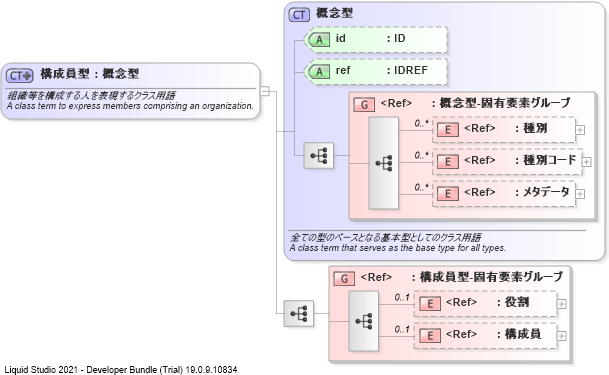 CT 概念型
A id : ID
A ref : IDREF
CT 構成員型 : 概念型
組織等を構成する人を表現するクラス用語
A class term to express members comprising an organization.
G <Ref> : 概念型-固有要素グループ
0..*
E <Ref> : 種別
0..*
E <Ref> : 種別コード
0..*
E <Ref> : メタデータ
全ての型のベースとなる基本型としてのクラス用語
A class term that serves as the base type for all types.
G <Ref> : 構成員型-固有要素グループ
0..1
E <Ref> : 役割
0..1
E <Ref> : 構成員
Liquid Studio 2021 - Developer Bundle (Trial) 19.0.9.10834